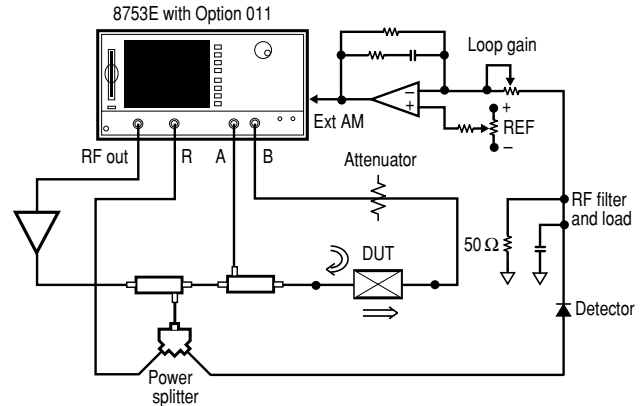 8753E with Option 011
Loop gain
Ext AM
+
REF
−
−
+
RF out
R
A
B
Attenuator
RF filter
and load
50 Ω
DUT
Detector
Power
splitter